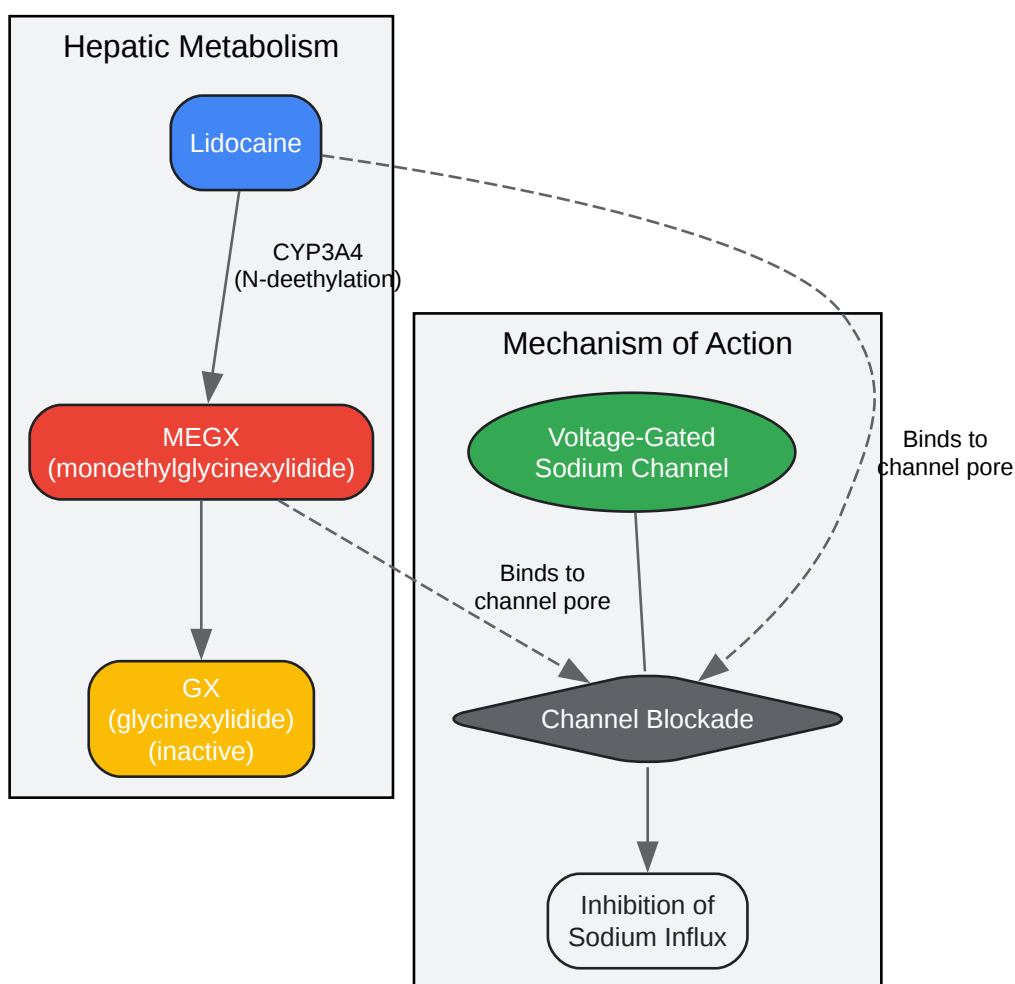 Hepatic Metabolism
Lidocaine
CYP3A4
(N-deethylation)
MEGX
(monoethylglycinexylidide)
GX
(glycinexylidide)
(inactive)
Mechanism of Action
Voltage-Gated
Sodium Channel
Binds to
channel pore
Binds to
channel pore
Channel Blockade
Inhibition of
Sodium Influx